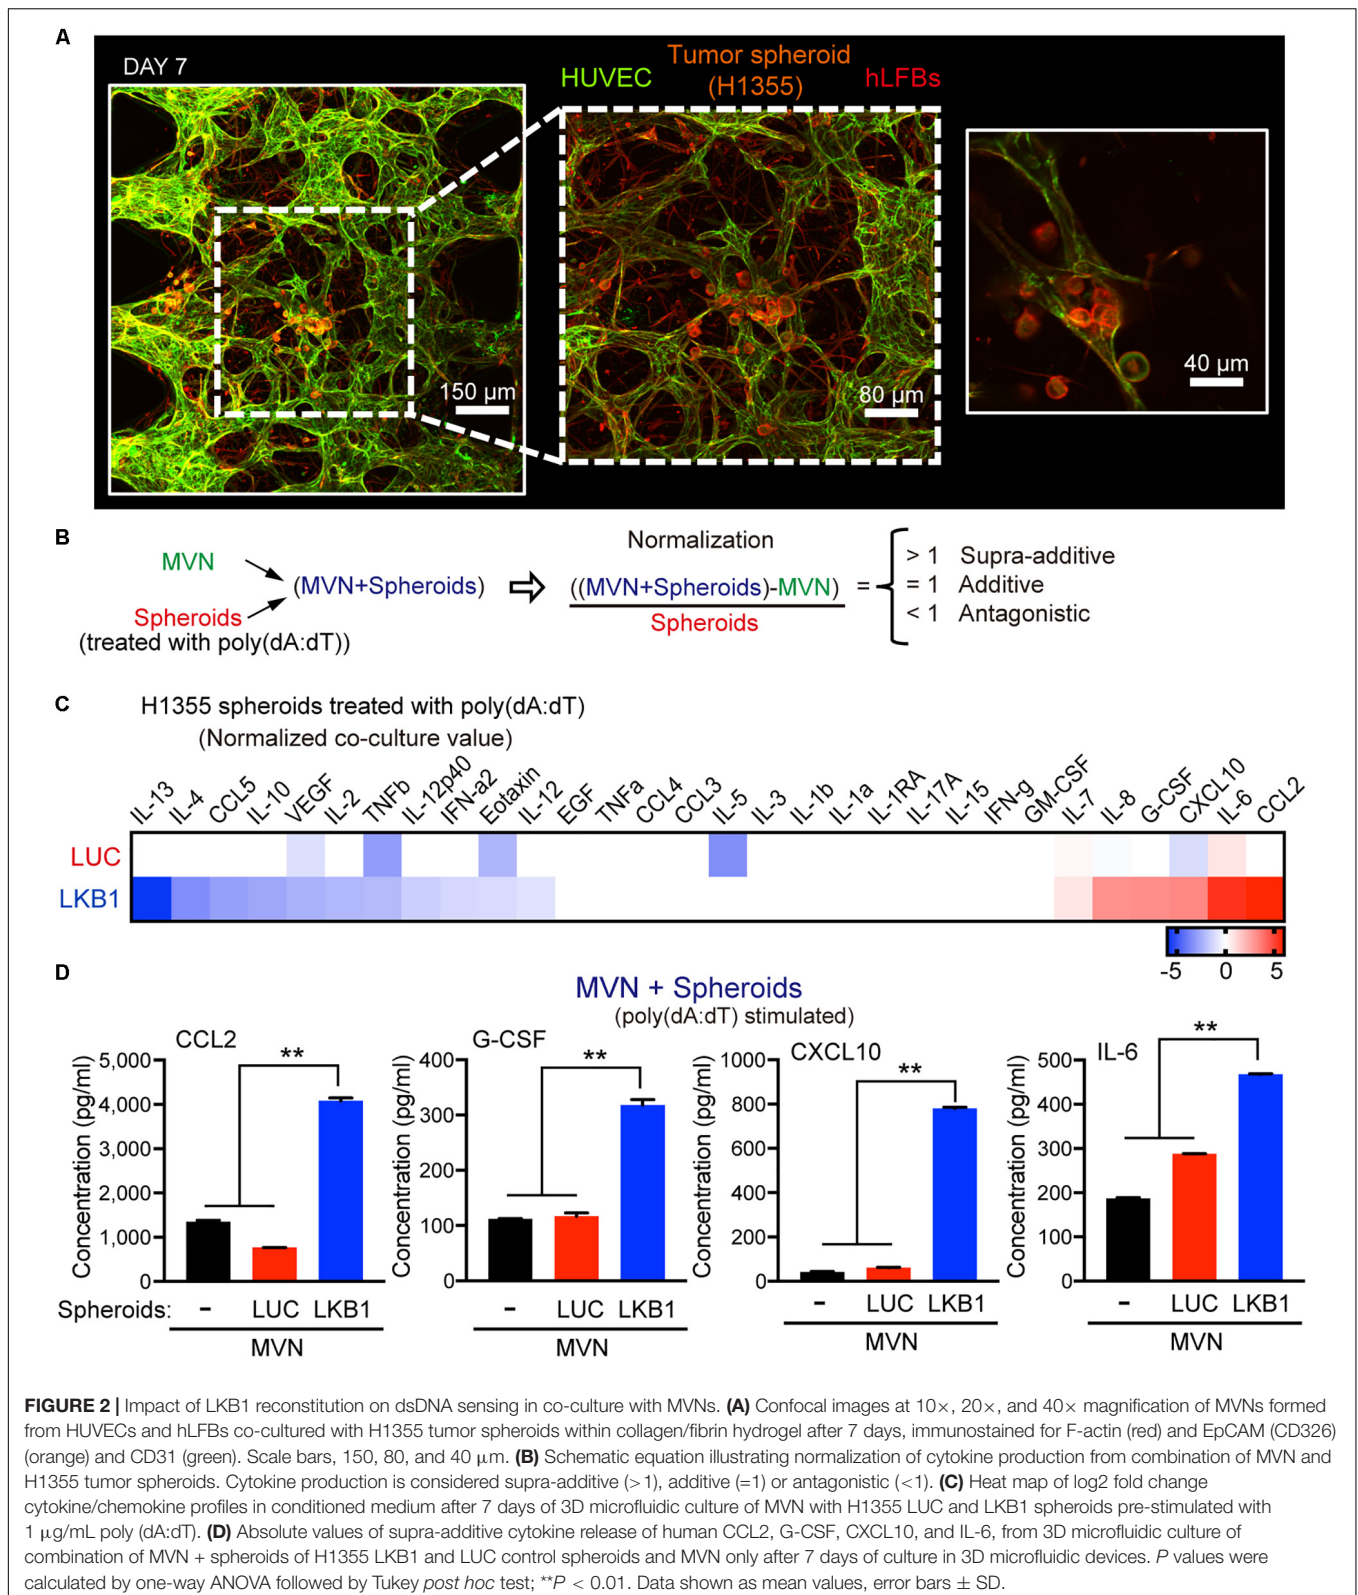 A
DAY 7
HUVEC
Tumor spheroid
(H1355)
hLFBs
150 μm
80 μm
40 μm
B
MVN
Spheroids
(treated with poly(dA:dT))
(MVN+Spheroids)
Normalization
((MVN+Spheroids)-MVN)
Spheroids
=
> 1 Supra-additive
= 1 Additive
< 1 Antagonistic
C
H1355 spheroids treated with poly(dA:dT)
(Normalized co-culture value)
IL-13 IL-4 CCL5 IL-10 VEGF IL-2 TNFb IL-12p40 IFN-a2 Eotaxin IL-12 EGF TNFa CCL4 CCL3 IL-5 IL-3 IL-1b IL-1a IL-1RA IL-17A IL-15 IFN-g GM-CSF IL-7 IL-8 G-CSF CXCL10 IL-6 CCL2
LUC
LKB1
-5 0 5
D
MVN + Spheroids
(poly(dA:dT) stimulated)
CCL2
Concentration (pg/ml)
5,000
4,000
3,000
2,000
1,000
0
**
Spheroids: – LUC LKB1
MVN
G-CSF
Concentration (pg/ml)
400
300
200
100
0
**
– LUC LKB1
MVN
CXCL10
Concentration (pg/ml)
1000
800
600
400
200
0
**
– LUC LKB1
MVN
IL-6
Concentration (pg/ml)
500
400
300
200
100
0
**
– LUC LKB1
MVN
FIGURE 2 | Impact of LKB1 reconstitution on dsDNA sensing in co-culture with MVNs. (A) Confocal images at 10×, 20×, and 40× magnification of MVNs formed
from HUVECs and hLFBs co-cultured with H1355 tumor spheroids within collagen/fibrin hydrogel after 7 days, immunostained for F-actin (red) and EpCAM (CD326)
(orange) and CD31 (green). Scale bars, 150, 80, and 40 μm. (B) Schematic equation illustrating normalization of cytokine production from combination of MVN and
H1355 tumor spheroids. Cytokine production is considered supra-additive (>1), additive (=1) or antagonistic (<1). (C) Heat map of log2 fold change
cytokine/chemokine profiles in conditioned medium after 7 days of 3D microfluidic culture of MVN with H1355 LUC and LKB1 spheroids pre-stimulated with
1 μg/mL poly (dA:dT). (D) Absolute values of supra-additive cytokine release of human CCL2, G-CSF, CXCL10, and IL-6, from 3D microfluidic culture of
combination of MVN + spheroids of H1355 LKB1 and LUC control spheroids and MVN only after 7 days of culture in 3D microfluidic devices. P values were
calculated by one-way ANOVA followed by Tukey post hoc test; **P < 0.01. Data shown as mean values, error bars ± SD.